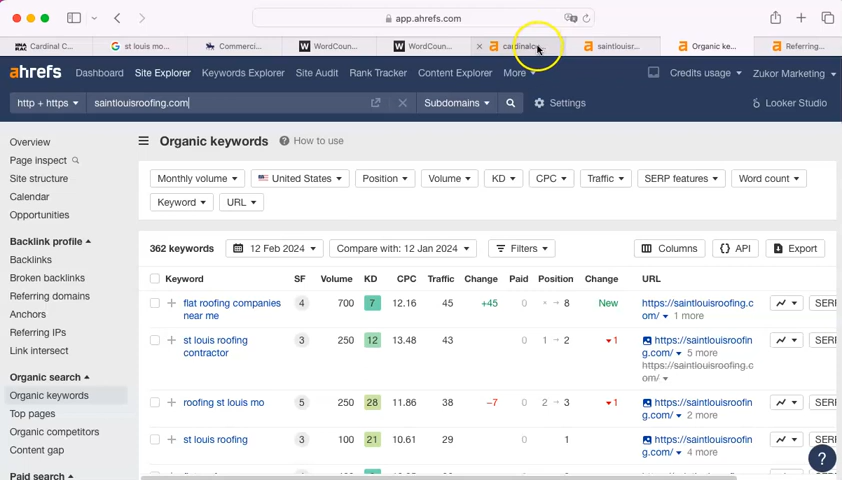 app.ahrefs.com
Cardinal C...
st louis mo...
Commerci...
WordCoun...
WordCoun...
cardinalc
saintlouisr...
Organic ke...
Referring...
ahrefs
Dashboard
Site Explorer
Keywords Explorer
Site Audit
Rank Tracker
Content Explorer
More
Credits usage
Zukor Marketing
http + https
saintlouisroofing.com
Subdomains
Settings
Looker Studio
Overview
Page inspect
Site structure
Calendar
Opportunities
Backlink profile
Backlinks
Broken backlinks
Referring domains
Anchors
Referring IPs
Link intersect
Organic search
Organic keywords
Top pages
Organic competitors
Content gap
Paid search
Organic keywords
How to use
Monthly volume
United States
Position
Volume
KD
CPC
Traffic
SERP features
Word count
Keyword
URL
362 keywords
12 Feb 2024
Compare with: 12 Jan 2024
Filters
Columns
API
Export
Keyword SF Volume KD CPC Traffic Change Paid Position Change URL
flat roofing companies 4 700 7 12.16 45 +45 0 8 New https://saintlouisroofing.c
near me om/ 1 more
st louis roofing 3 250 12 13.48 43 0 1 → 2 1 https://saintlouisroofin
contractor g.com/ 5 more
https://saintlouisroofing.c
om/
roofing st louis mo 5 250 28 11.86 38 −7 0 2 → 3 1 https://saintlouisroofin
g.com/ 2 more
st louis roofing 3 100 21 10.61 29 0 1 https://saintlouisroofin
g.com/ 4 more
SERP
SERP
SERP
SERP
?